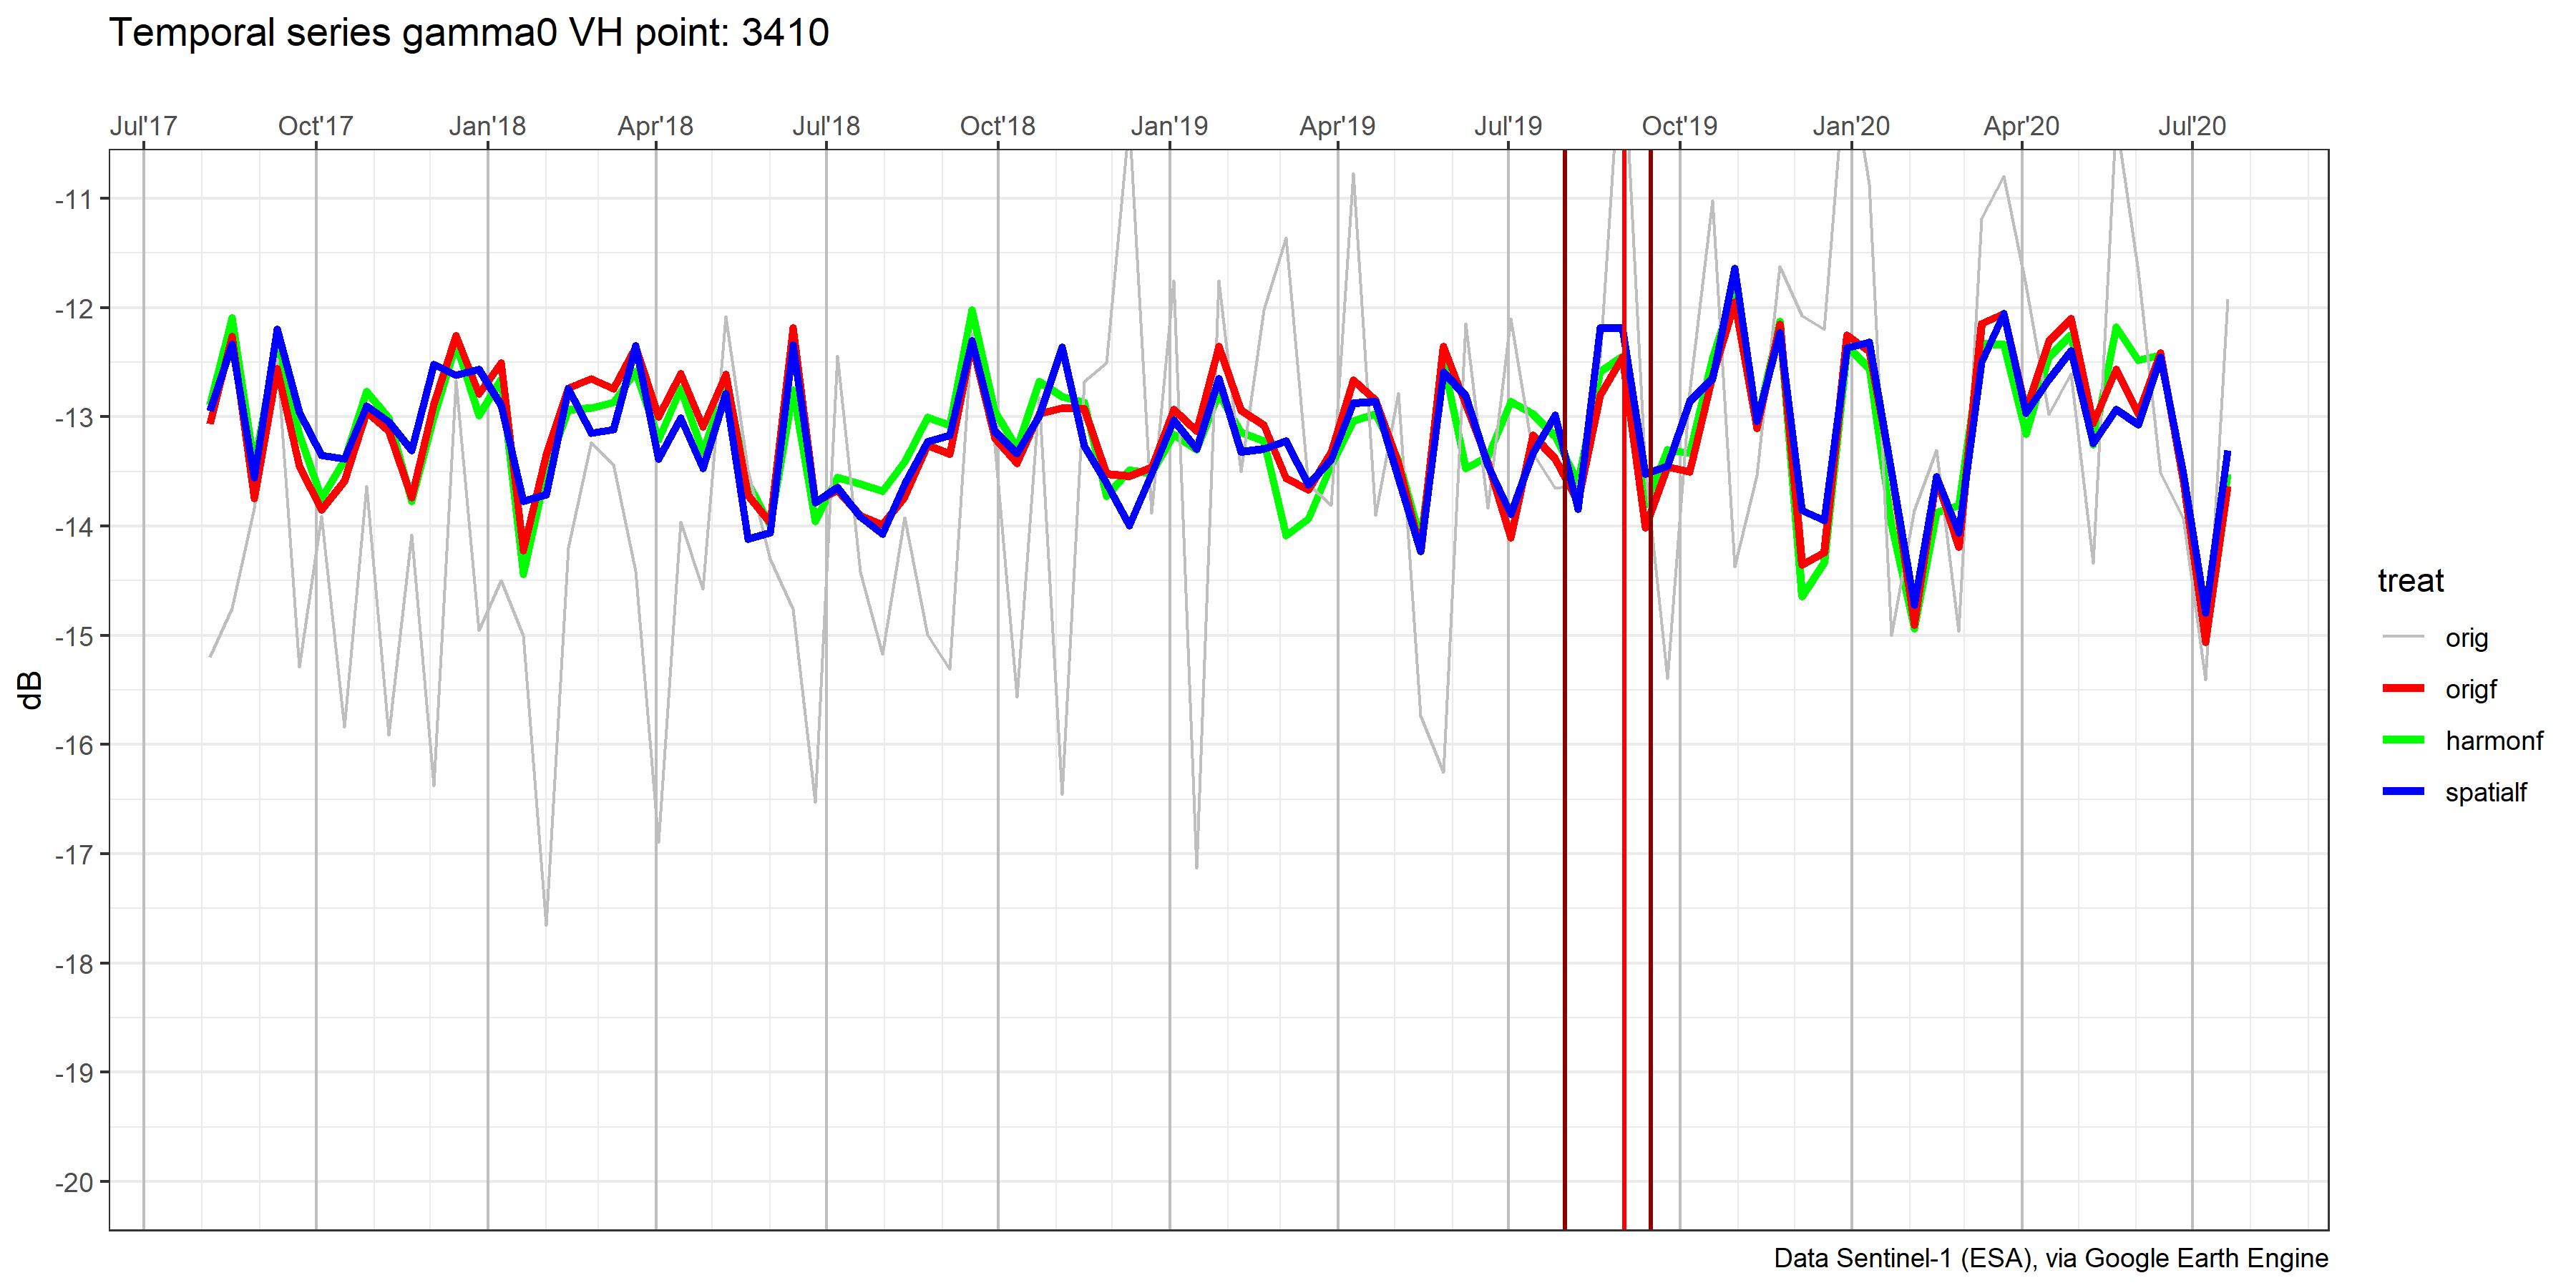 Temporal series gamma0 VH point: 3410
Jul'17 Oct'17 Jan'18 Apr'18 Jul'18 Oct'18 Jan'19 Apr'19 Jul'19 Oct'19 Jan'20 Apr'20 Jul'20
-11
-12
-13
-14
-15
-16
-17
-18
-19
-20
dB
treat
orig
origf
harmonf
spatialf
Data Sentinel-1 (ESA), via Google Earth Engine